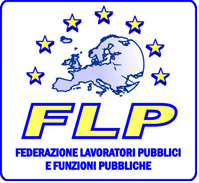 FLP
FEDERAZIONE LAVORATORI PUBBLICI
E FUNZIONI PUBBLICHE